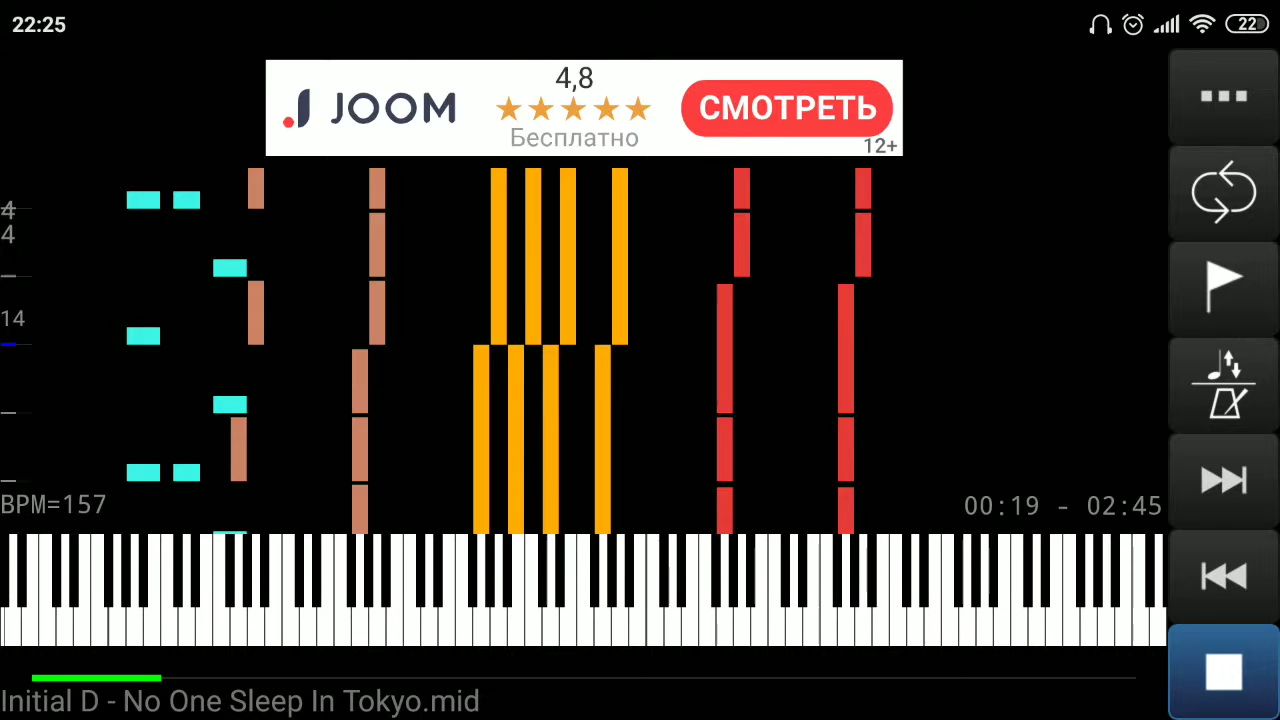 22:25
22
JOOM
4,8
Бесплатно
СМОТРЕТЬ
12+
4
4
14
BPM=157
00:19 - 02:45
Initial D - No One Sleep In Tokyo.mid